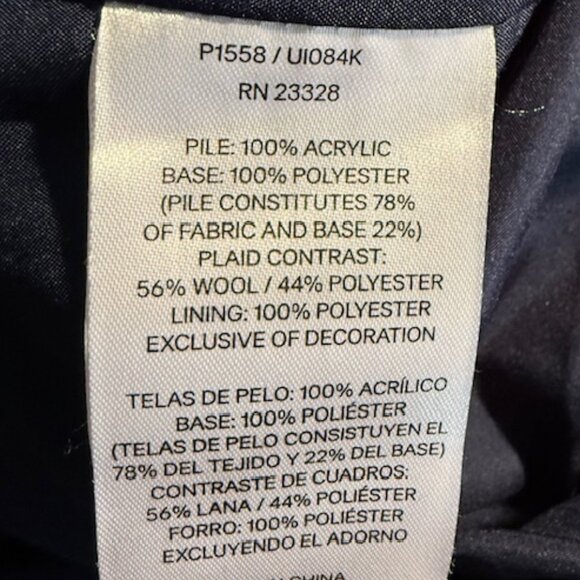 P1558 / UI084K
RN 23328
PILE: 100% ACRYLIC
BASE: 100% POLYESTER
(PILE CONSTITUTES 78%
OF FABRIC AND BASE 22%)
PLAID CONTRAST:
56% WOOL / 44% POLYESTER
LINING: 100% POLYESTER
EXCLUSIVE OF DECORATION
TELAS DE PELO: 100% ACRÍLICO
BASE: 100% POLIÉSTER
(TELAS DE PELO CONSISTUYEN EL
78% DEL TEJIDO Y 22% DEL BASE)
CONTRASTE DE CUADROS:
56% LANA / 44% POLIÉSTER
FORRO: 100% POLIÉSTER
EXCLUYENDO EL ADORNO
CHINA